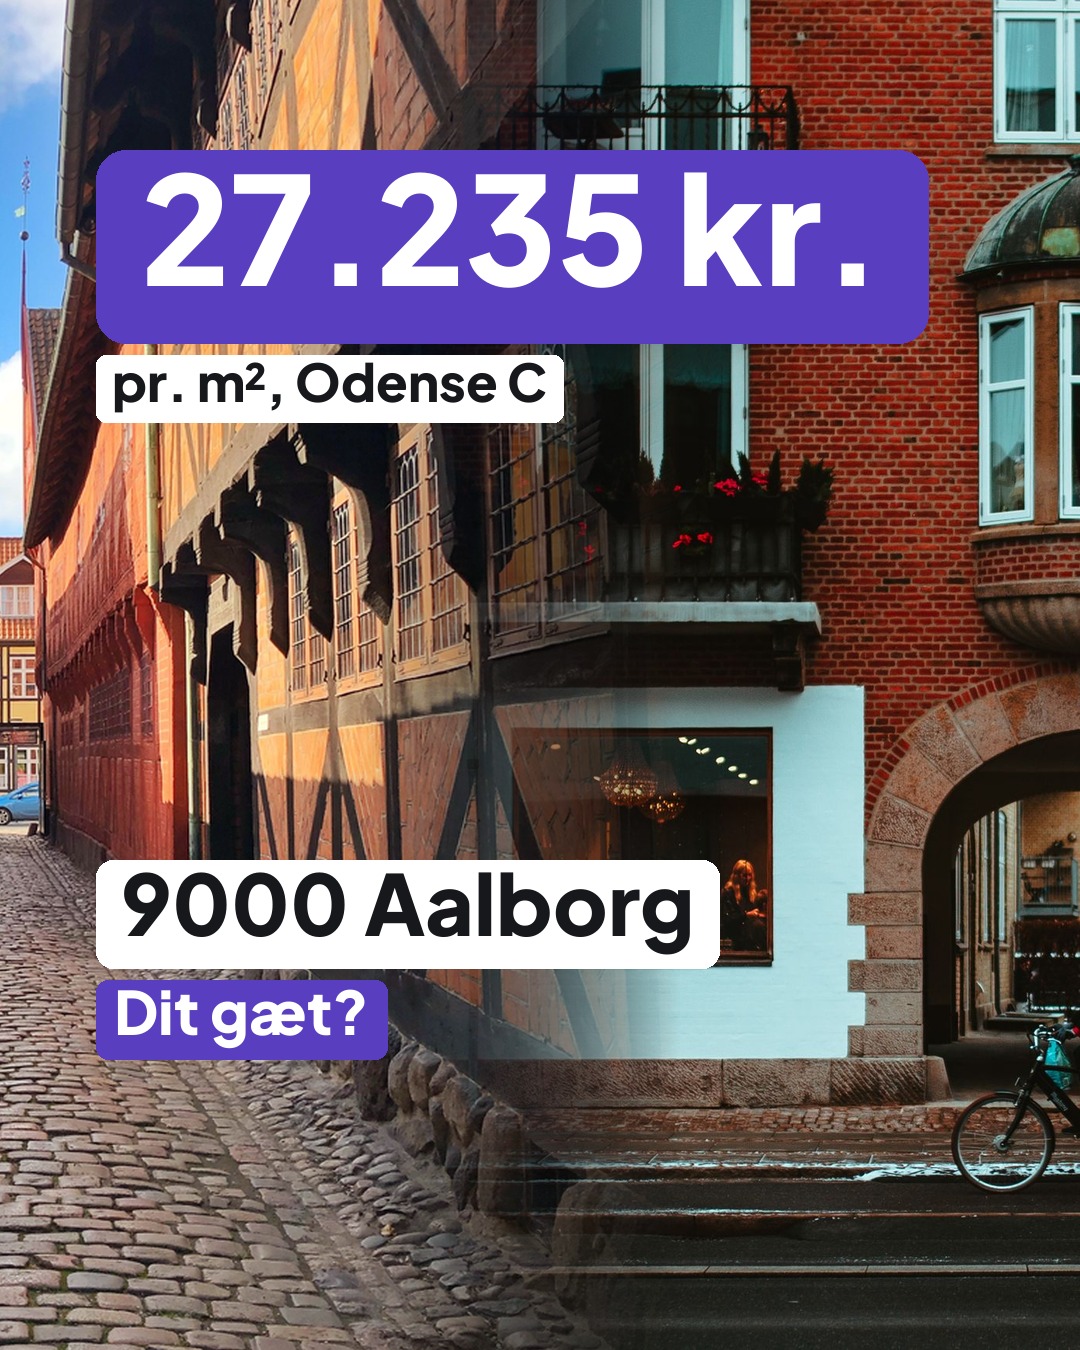 27.235 kr.
pr. m², Odense C
9000 Aalborg
Dit gæt?